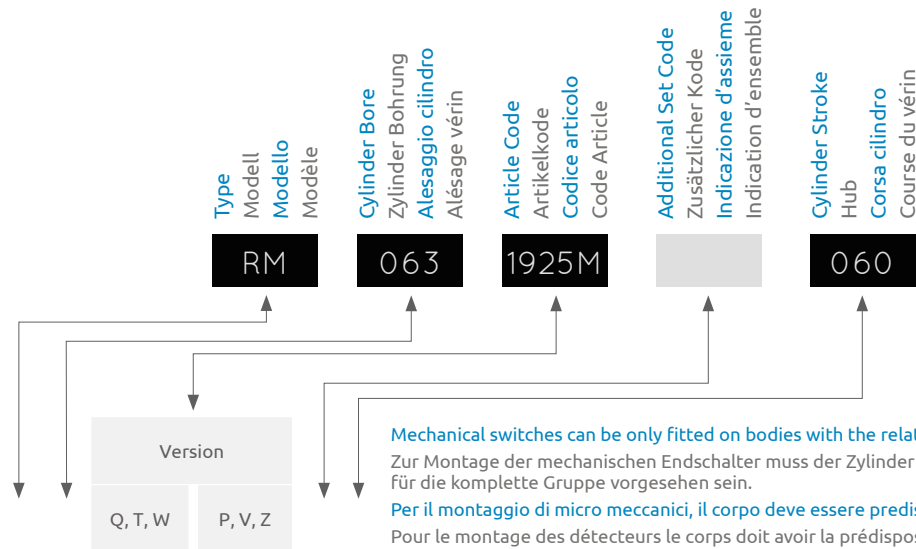 Type
Modell
Modello
Modèle
Cylinder Bore
Zylinder Bohrung
Alesaggio cilindro
Alésage vérin
Article Code
Artikelkode
Codice articolo
Code Article
Additional Set Code
Zusätzlicher Kode
Indicazione d'assieme
Indication d'ensemble
Cylinder Stroke
Hub
Corsa cilindro
Course du vérin
RM
063
1925M
060
Version
Q, T, W
P, V, Z
Mechanical switches can be only fitted on bodies with the
Zur Montage der mechanischen Endschalter muss der Zylinder
für die komplette Gruppe vorgesehen sein.
Per il montaggio di micro meccanici, il corpo deve essere
Pour le montage des détecteurs le corps doit avoir la